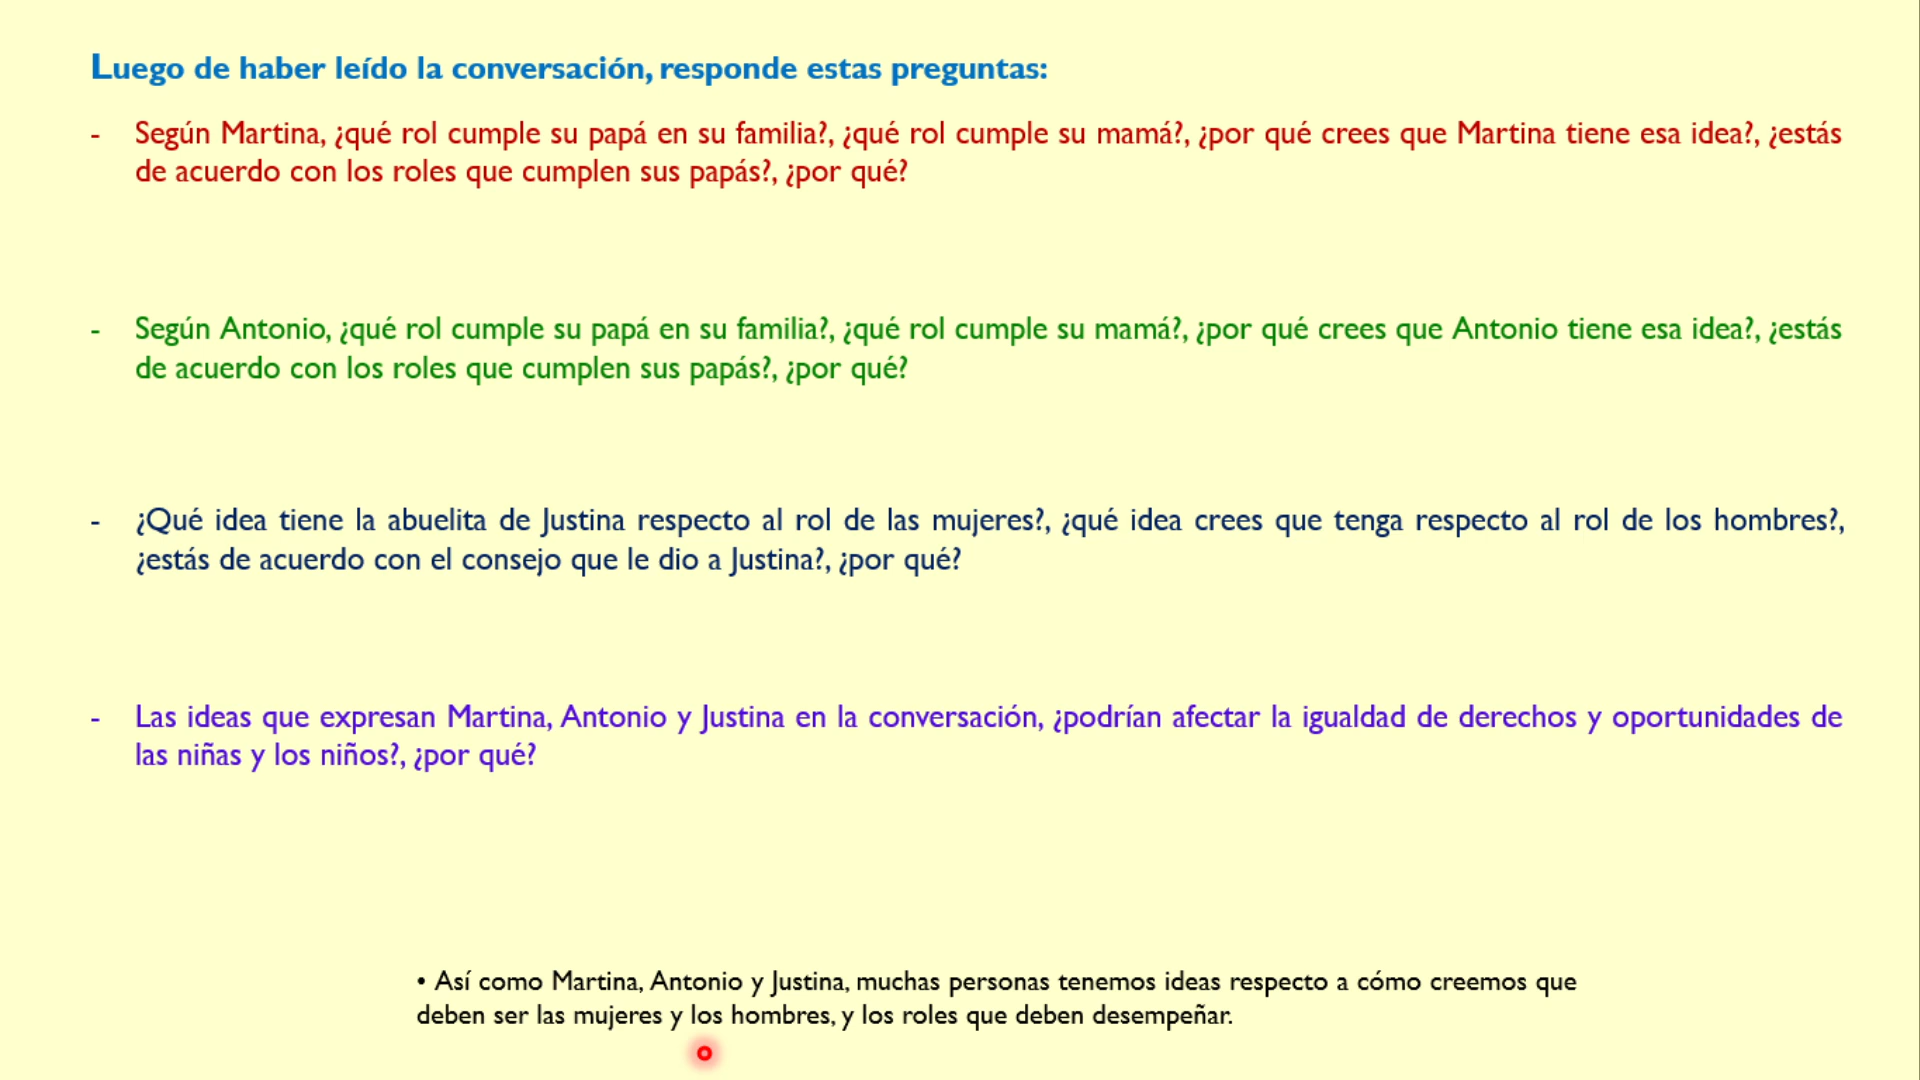 Luego de haber leído la conversación, responde estas preguntas:
- Según Martina, ¿qué rol cumple su papá en su familia?, ¿qué rol cumple su mamá?, ¿por qué crees que Martina tiene esa idea?, ¿estás
de acuerdo con los roles que cumplen sus papás?, ¿por qué?
- Según Antonio, ¿qué rol cumple su papá en su familia?, ¿qué rol cumple su mamá?, ¿por qué crees que Antonio tiene esa idea?, ¿estás
de acuerdo con los roles que cumplen sus papás?, ¿por qué?
- ¿Qué idea tiene la abuelita de Justina respecto al rol de las mujeres?, ¿qué idea crees que tenga respecto al rol de los hombres?,
¿estás de acuerdo con el consejo que le dio a Justina?, ¿por qué?
- Las ideas que expresan Martina, Antonio y Justina en la conversación, ¿podrían afectar la igualdad de derechos y oportunidades de
las niñas y los niños?, ¿por qué?
• Así como Martina, Antonio y Justina, muchas personas tenemos ideas respecto a cómo creemos que
deben ser las mujeres y los hombres, y los roles que deben desempeñar.